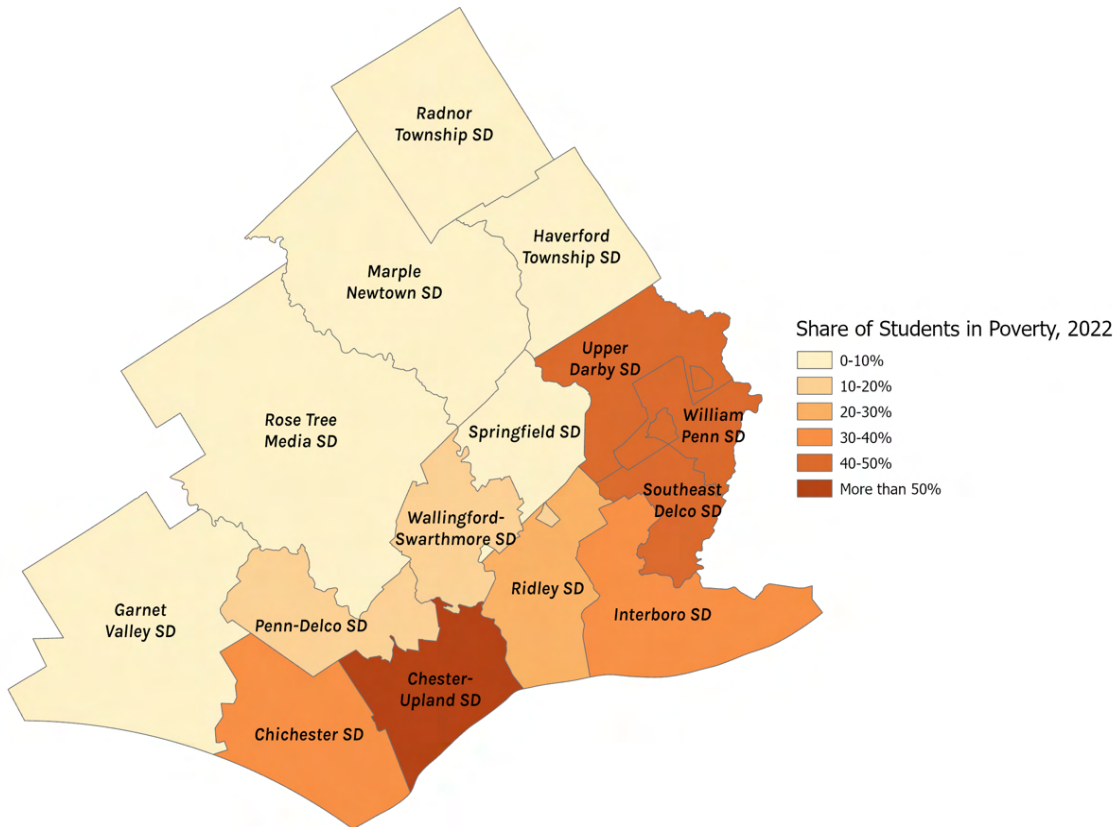 Radnor
Township SD
Haverford
Township SD
Marple
Newtown SD
Share of Students in Poverty, 2022
0-10%
10-20%
20-30%
30-40%
40-50%
More than 50%
Upper
Darby SD
William
Penn SD
Rose Tree
Media SD
Springfield SD
Southeast
Delco SD
Wallingford-
Swarthmore SD
Ridley SD
Interboro SD
Garnet
Valley SD
Penn-Delco SD
Chester-
Upland SD
Chichester SD